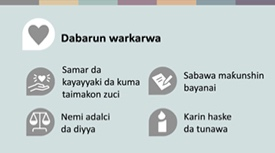 Dabarun warkarwa
Samar da
kayayyaki da kuma
taimakon zuci
Sabawa maƙunshin
bayanai
Nemi adalci
da diyya
Karin haske
da tunawa